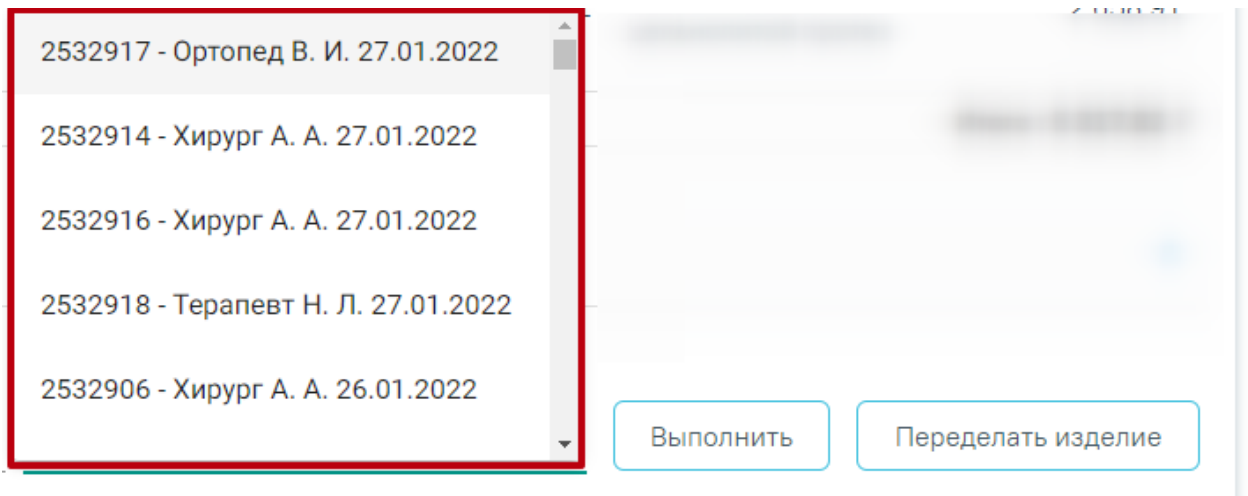 2532917 - Ортопед В. И. 27.01.2022
2532914 - Хирург А. А. 27.01.2022
2532916 - Хирург А. А. 27.01.2022
2532918 - Терапевт Н. Л. 27.01.2022
2532906 - Хирург А. А. 26.01.2022
Выполнить
Переделать изделие